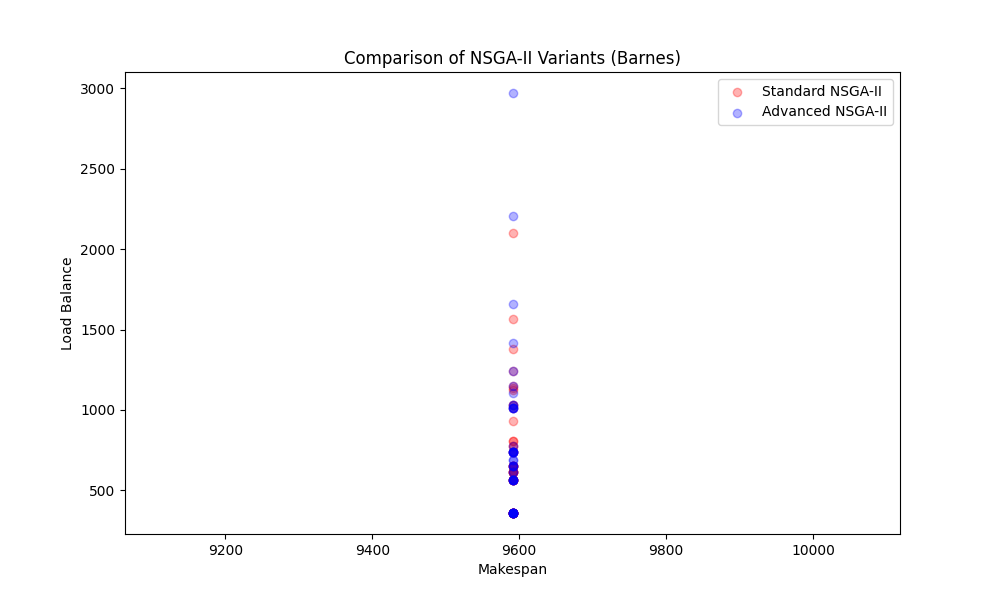 Comparison of NSGA-II Variants (Barnes)
Standard NSGA-II
Advanced NSGA-II
3000
2500
2000
1500
1000
500
Load Balance
9200
9400
9600
9800
10000
Makespan